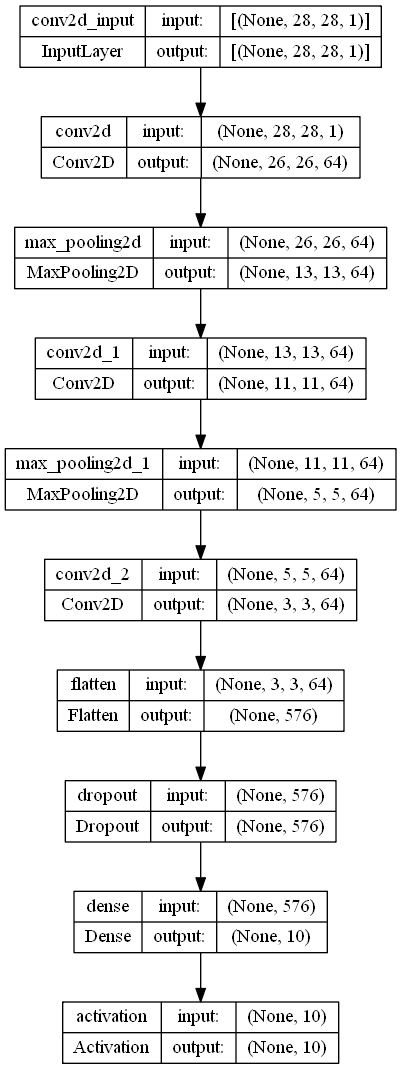 conv2d_input input: [(None, 28, 28, 1)]
InputLayer output: [(None, 28, 28, 1)]
conv2d input: (None, 28, 28, 1)
Conv2D output: (None, 26, 26, 64)
max_pooling2d input: (None, 26, 26, 64)
MaxPooling2D output: (None, 13, 13, 64)
conv2d_1 input: (None, 13, 13, 64)
Conv2D output: (None, 11, 11, 64)
max_pooling2d_1 input: (None, 11, 11, 64)
MaxPooling2D output: (None, 5, 5, 64)
conv2d_2 input: (None, 5, 5, 64)
Conv2D output: (None, 3, 3, 64)
flatten input: (None, 3, 3, 64)
Flatten output: (None, 576)
dropout input: (None, 576)
Dropout output: (None, 576)
dense input: (None, 576)
Dense output: (None, 10)
activation input: (None, 10)
Activation output: (None, 10)